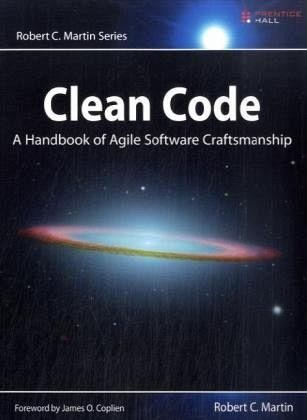 Robert C. Martin Series
PRENTICE
HALL
Clean Code
A Handbook of Agile Software Craftsmanship
Foreword by James O. Coplien
Robert C. Martin